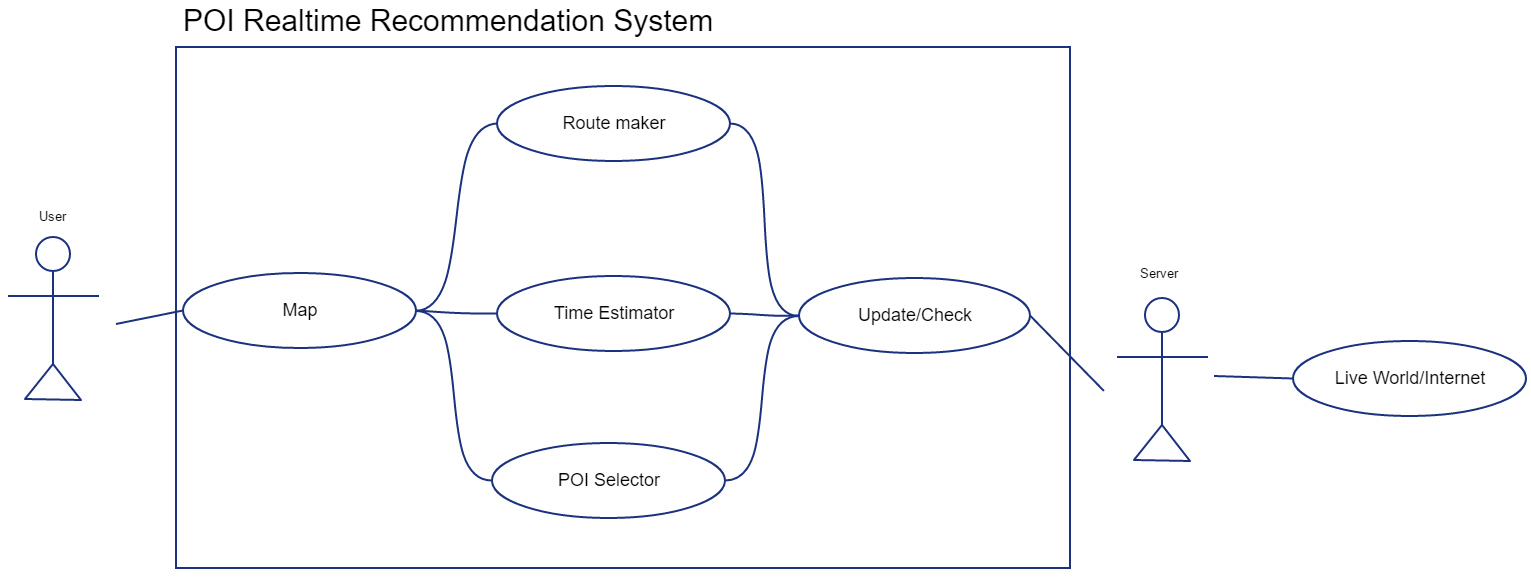 POI Realtime Recommendation System
Route maker
User
Server
Map
Time Estimator
Update/Check
Live World/Internet
POI Selector